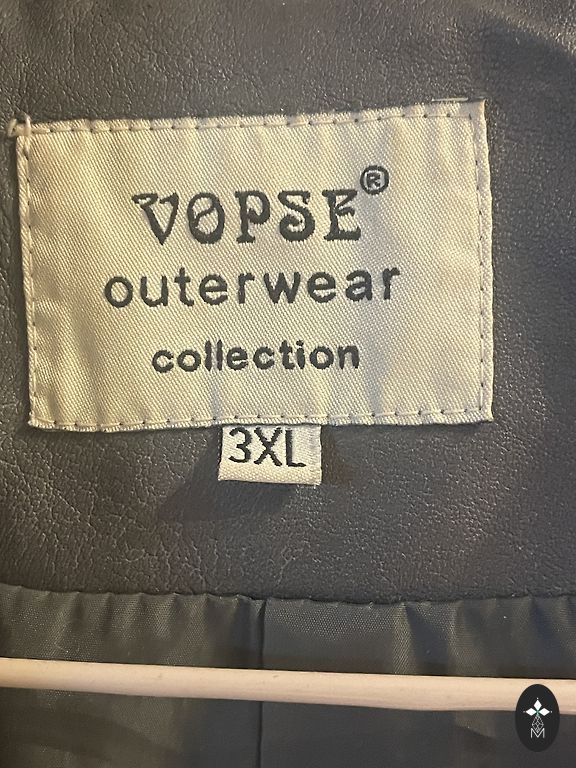 VOPSE®
outerwear
collection
3XL
M